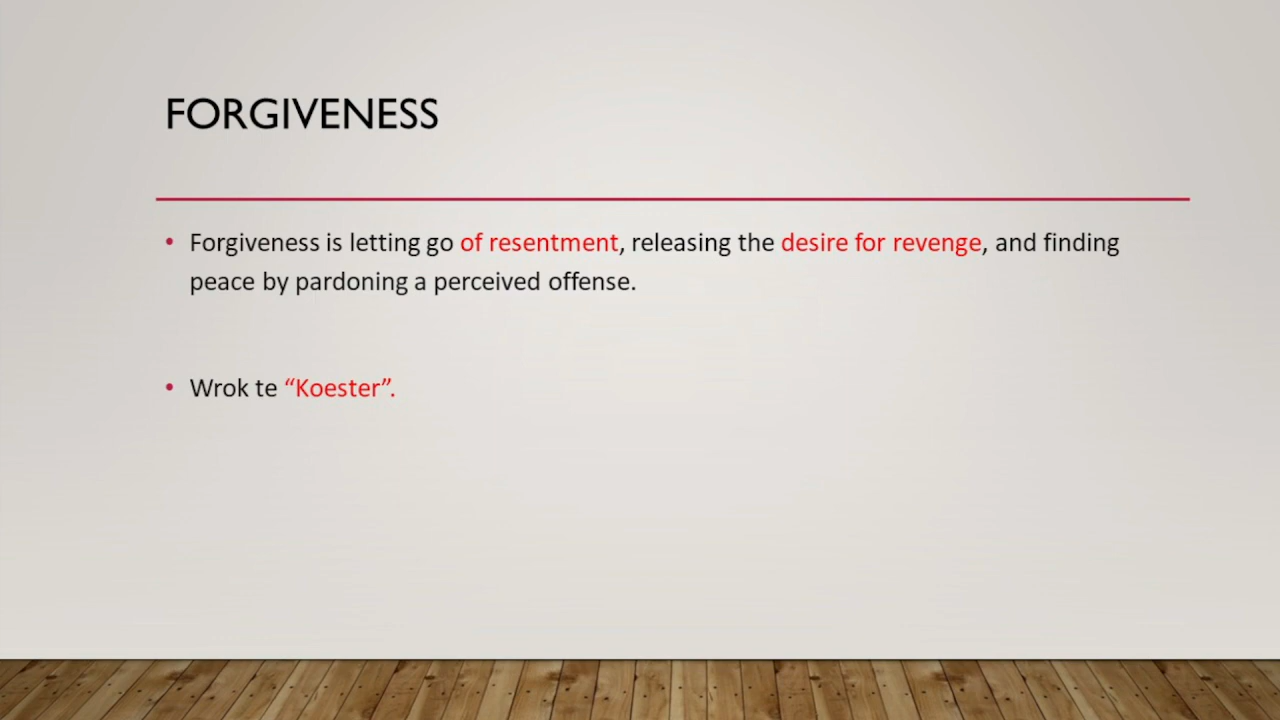 FORGIVENESS
• Forgiveness is letting go of resentment, releasing the desire for revenge, and finding
peace by pardoning a perceived offense.
• Wrok te “Koester”.